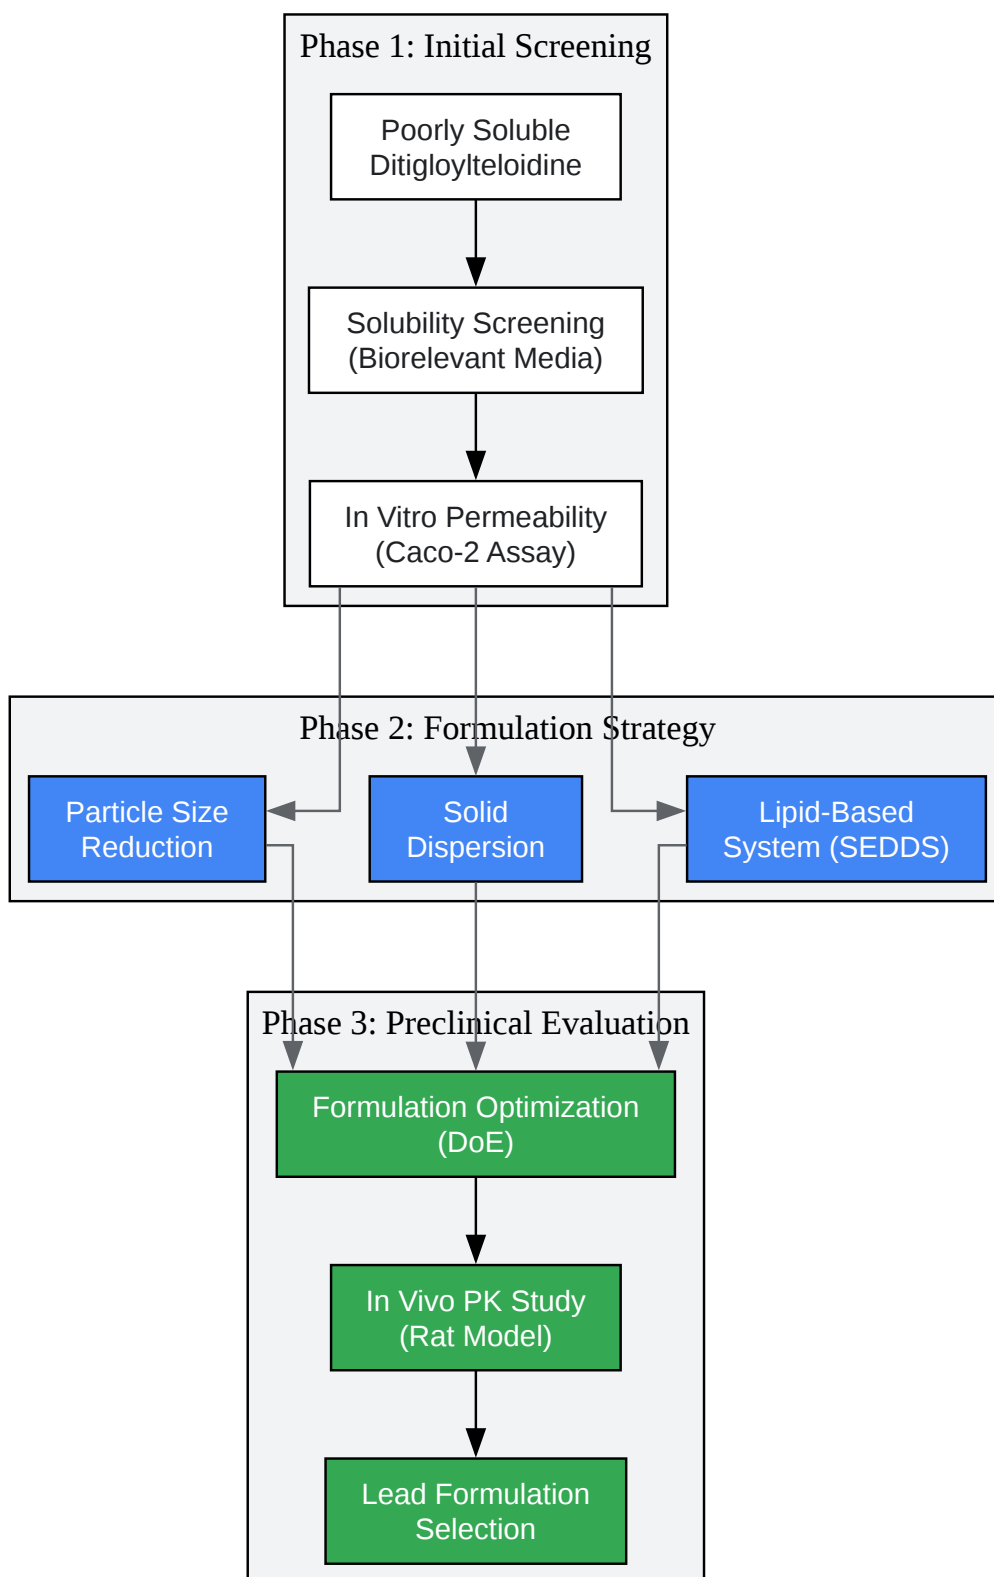 Phase 1: Initial Screening
Poorly Soluble
Ditigloylteloidine
Solubility Screening
(Biorelevant Media)
In Vitro Permeability
(Caco-2 Assay)
Phase 2: Formulation Strategy
Particle Size
Reduction
Solid
Dispersion
Lipid-Based
System (SEDDS)
Phase 3: Preclinical Evaluation
Formulation Optimization
(DoE)
In Vivo PK Study
(Rat Model)
Lead Formulation
Selection